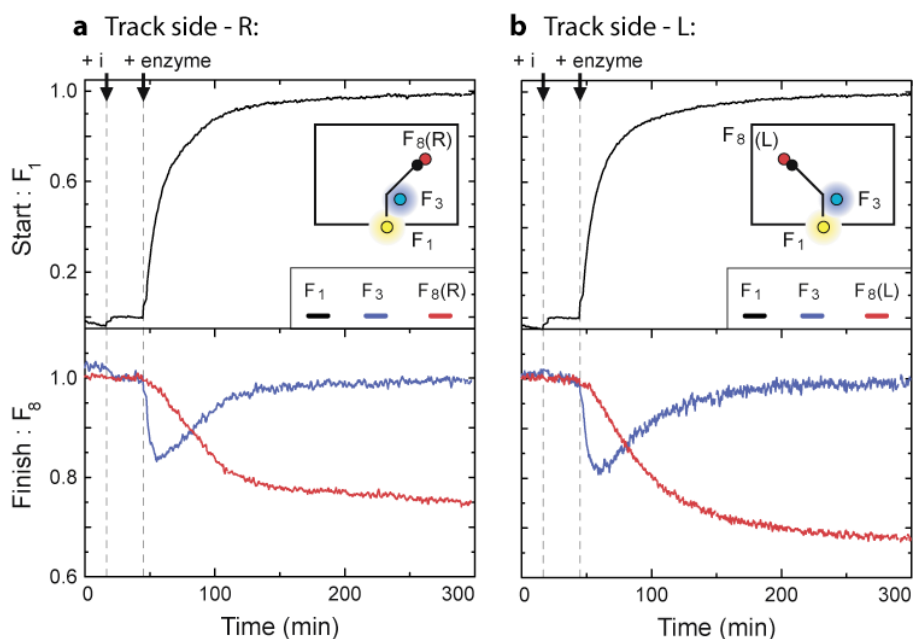 a Track side - R:
+ i + enzyme
Start : F1
1.0
0.6
0.2
F8(R)
F3
F1
F1 F3 F8(R)
Finish : F8
1.0
0.8
0.6
0 100 200 300
Time (min)
b Track side - L:
+ i + enzyme
F8 (L)
F3
F1
F1 F3 F8(L)
0 100 200 300
Time (min)